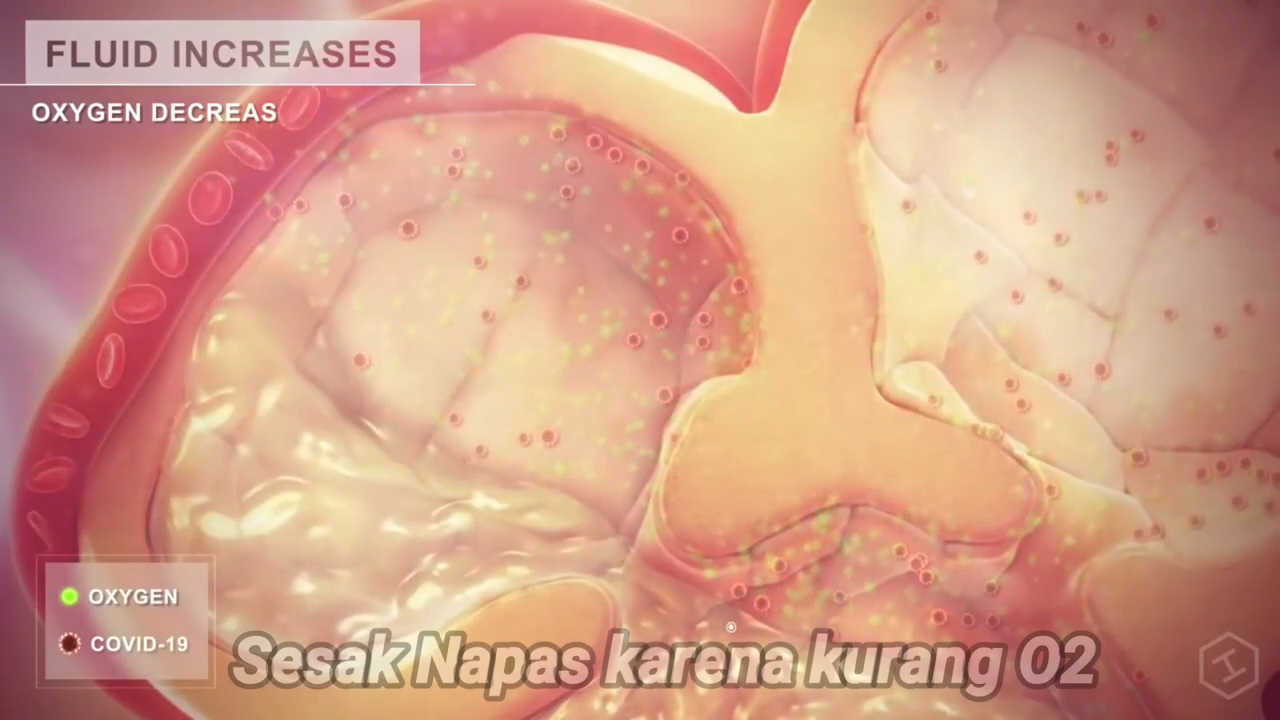 FLUID INCREASES
OXYGEN DECREAS
OXYGEN
COVID-19
Sesak Napas karena kurang O2